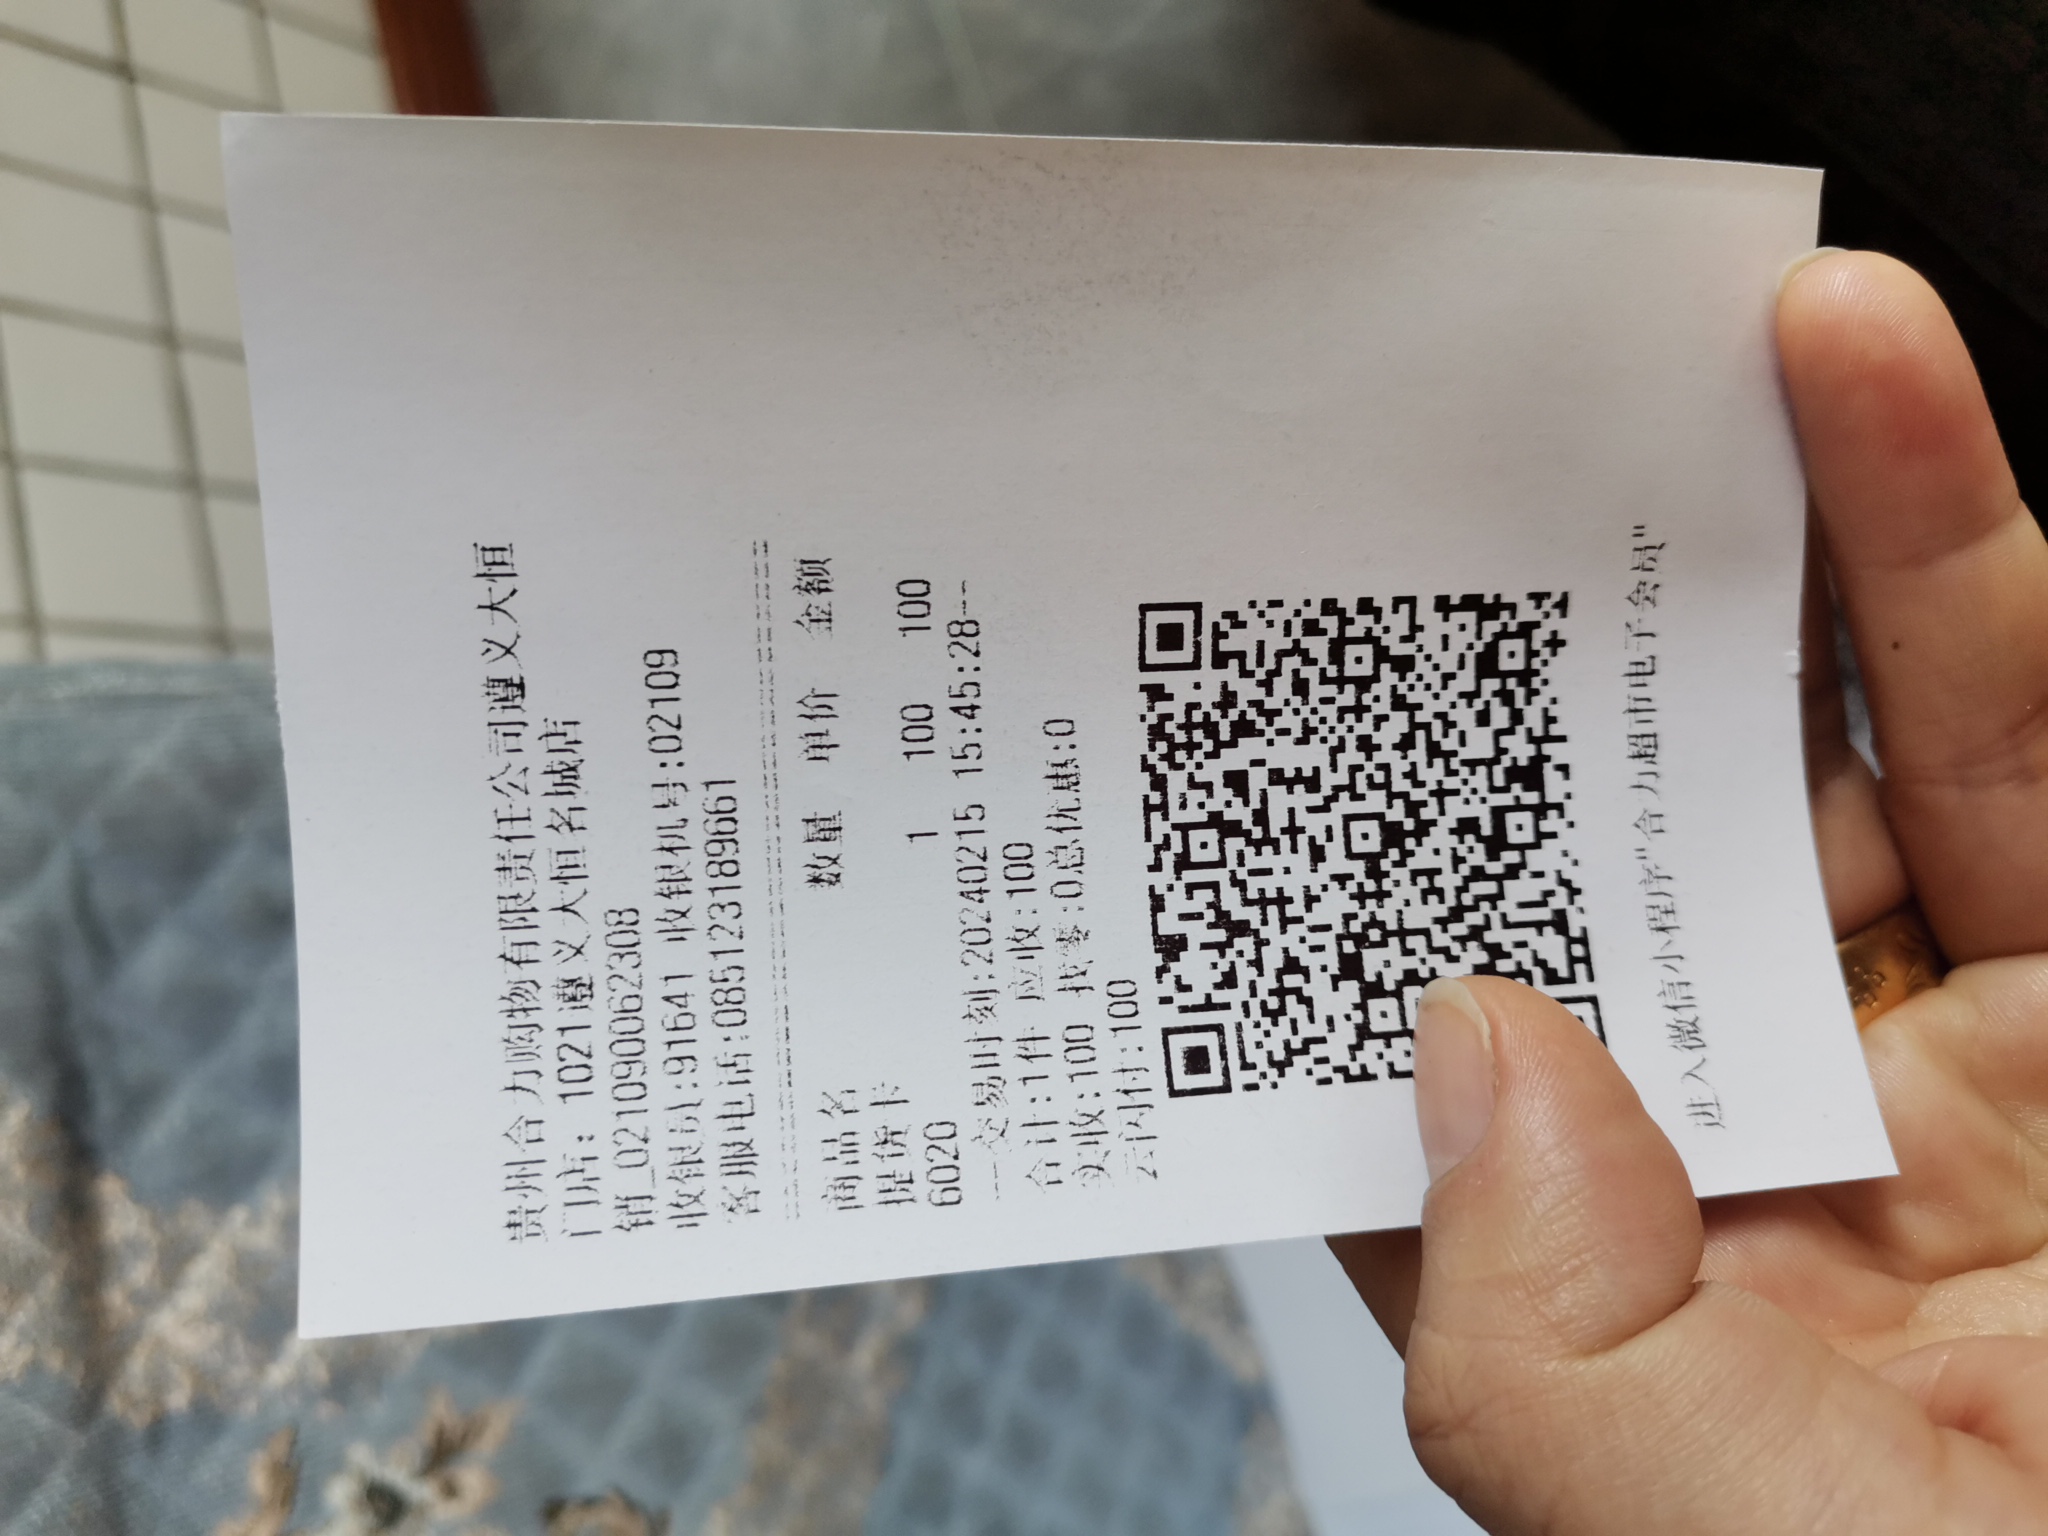 贵州合力购物有限责任公司遵义大恒
门店: 1021遵义大恒名城店
销_021090062308
收银员:91641 收银机号:02109
客服电话:085123189661
商品名 数量 单价 金额
提货卡
6020 1 100 100
--交易时刻:20240215 15:45:28--
合计:1件 应收:100
实收:100 找零:0总优惠:0
云闪付:100
进入微信小程序"合力超市电子会员"